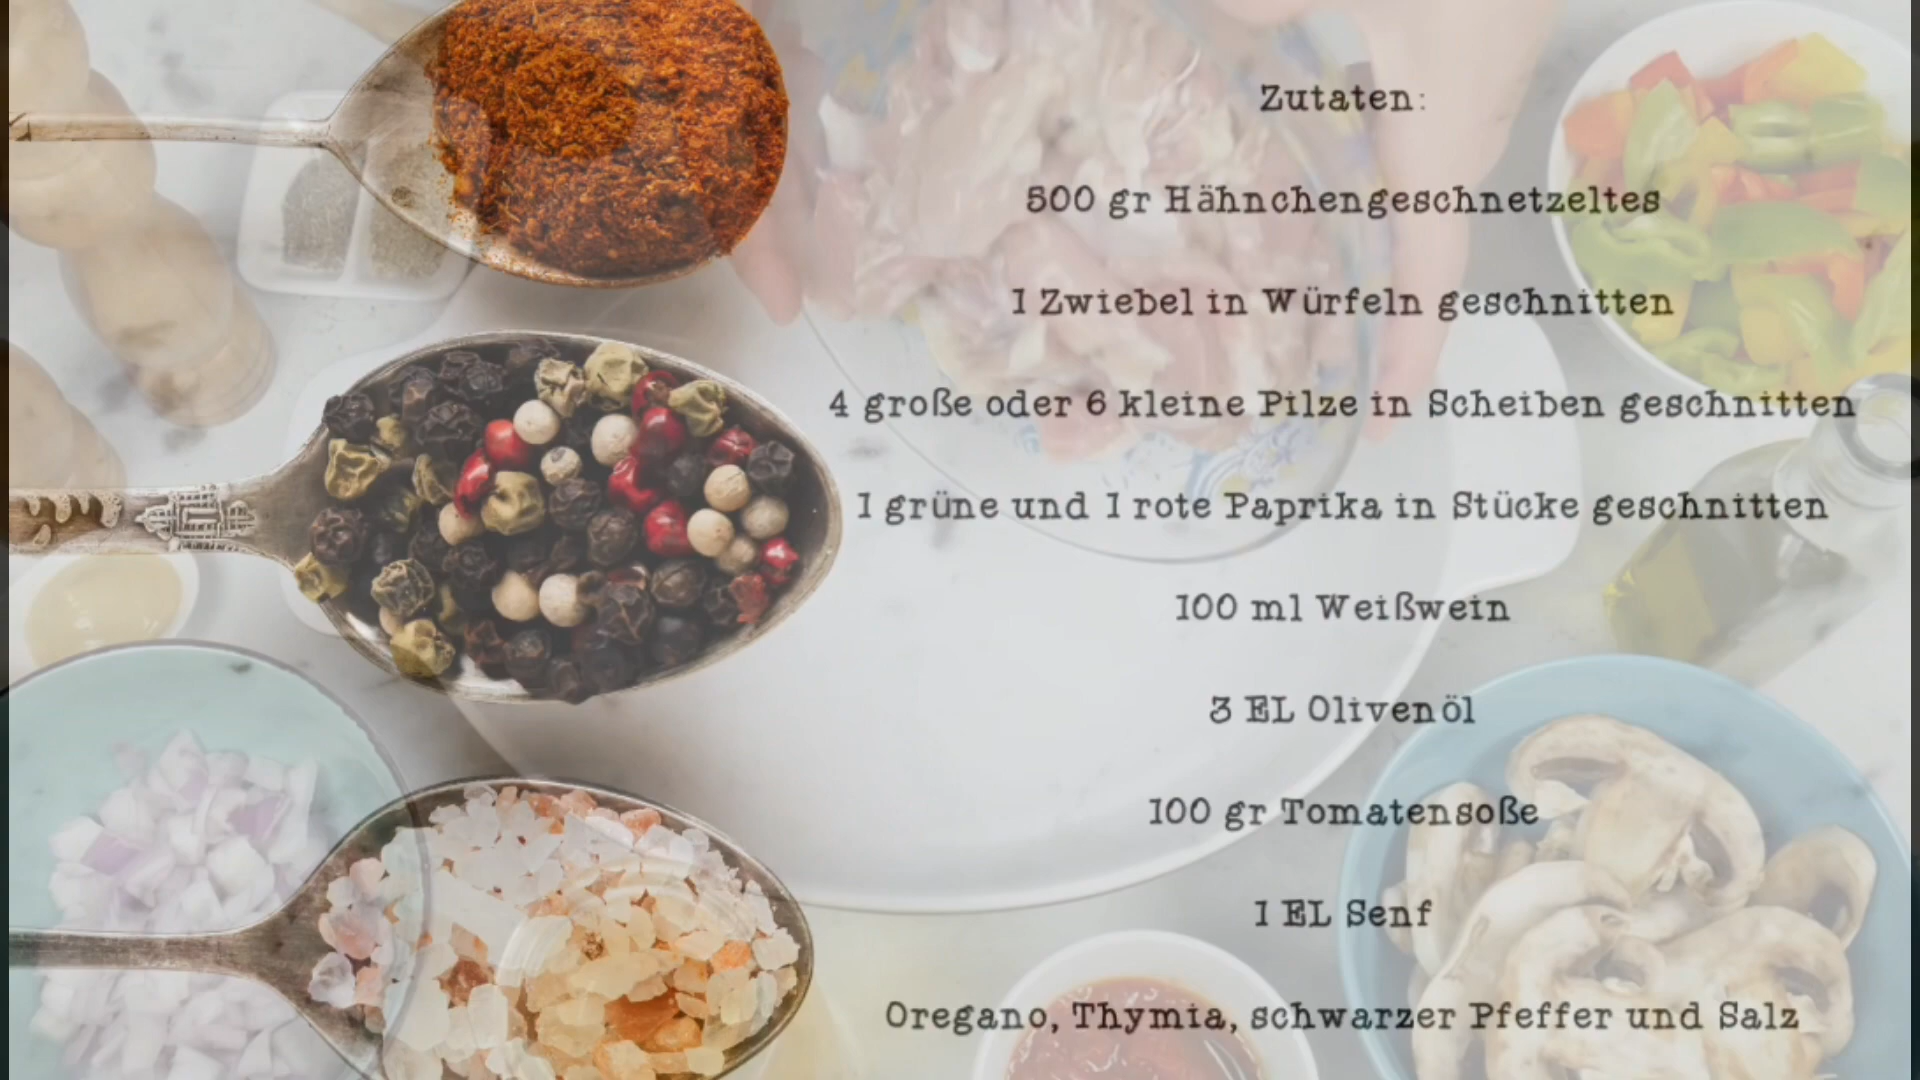 Zutaten:
500 gr Hähnchengeschnetzeltes
1 Zwiebel in Würfeln geschnitten
4 große oder 6 kleine Pilze in Scheiben geschnitten
1 grüne und 1 rote Paprika in Stücke geschnitten
100 ml Weißwein
3 EL Olivenöl
100 gr Tomatensoße
1 EL Senf
Oregano, Thymia, schwarzer Pfeffer und Salz